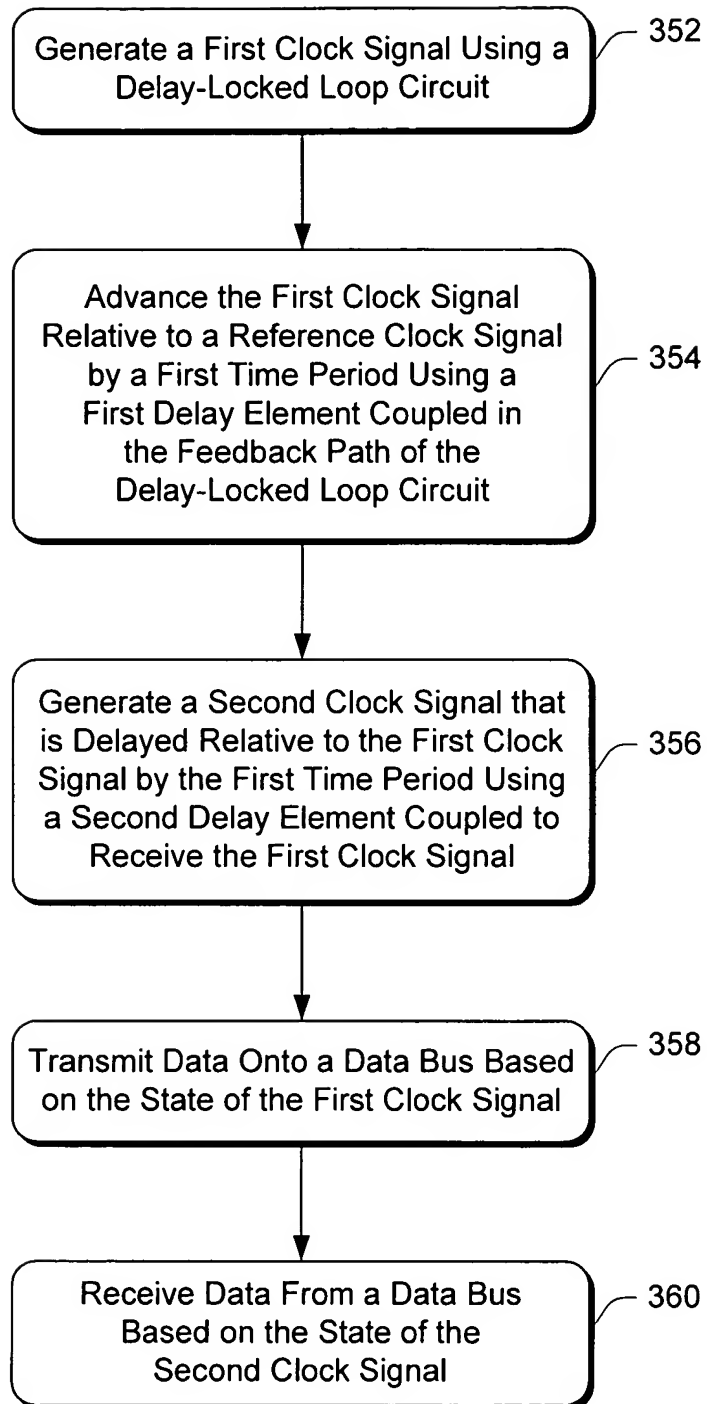 Generate a First Clock Signal Using a
Delay-Locked Loop Circuit
352
Advance the First Clock Signal
Relative to a Reference Clock Signal
by a First Time Period Using a
First Delay Element Coupled in
the Feedback Path of the
Delay-Locked Loop Circuit
354
Generate a Second Clock Signal that
is Delayed Relative to the First Clock
Signal by the First Time Period Using
a Second Delay Element Coupled to
Receive the First Clock Signal
356
Transmit Data Onto a Data Bus Based
on the State of the First Clock Signal
358
Receive Data From a Data Bus
Based on the State of the
Second Clock Signal
360